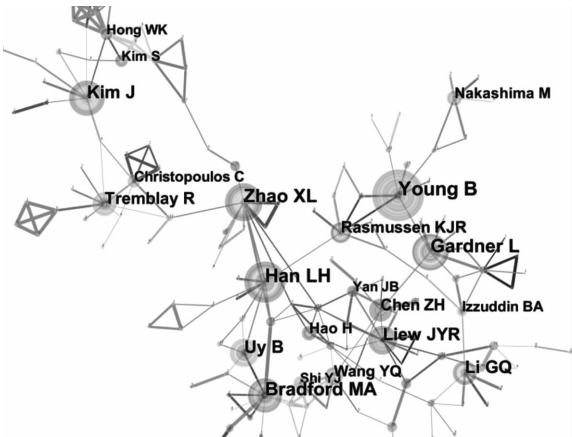 Hong WK
Kim S
Kim J
Nakashima M
Christopoulos C
Tremblay R
Zhao XL
Young B
Rasmussen KJR
Gardner L
Han LH
Yan JB
Chen ZH
Izzuddin BA
Hao H
Liew JYR
Uy B
Shi YJ
Wang YQ
Li GQ
Bradford MA